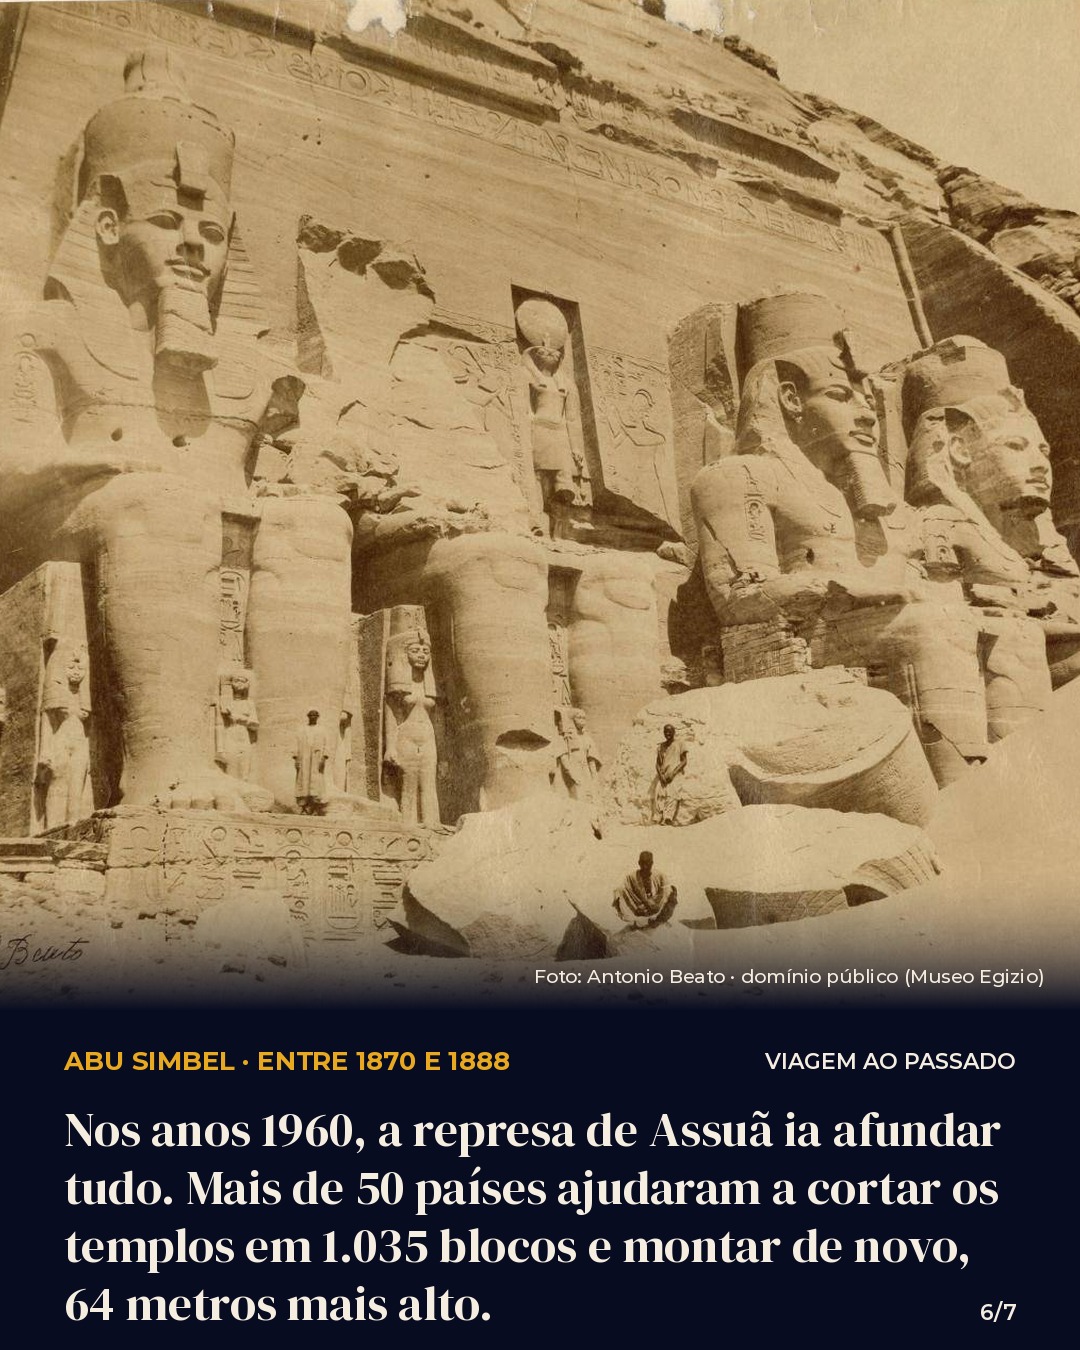 Beato
Foto: Antonio Beato · domínio público (Museo Egizio)
ABU SIMBEL · ENTRE 1870 E 1888
VIAGEM AO PASSADO
Nos anos 1960, a represa de Assuã ia afundar
tudo. Mais de 50 países ajudaram a cortar os
templos em 1.035 blocos e montar de novo,
64 metros mais alto.
6/7